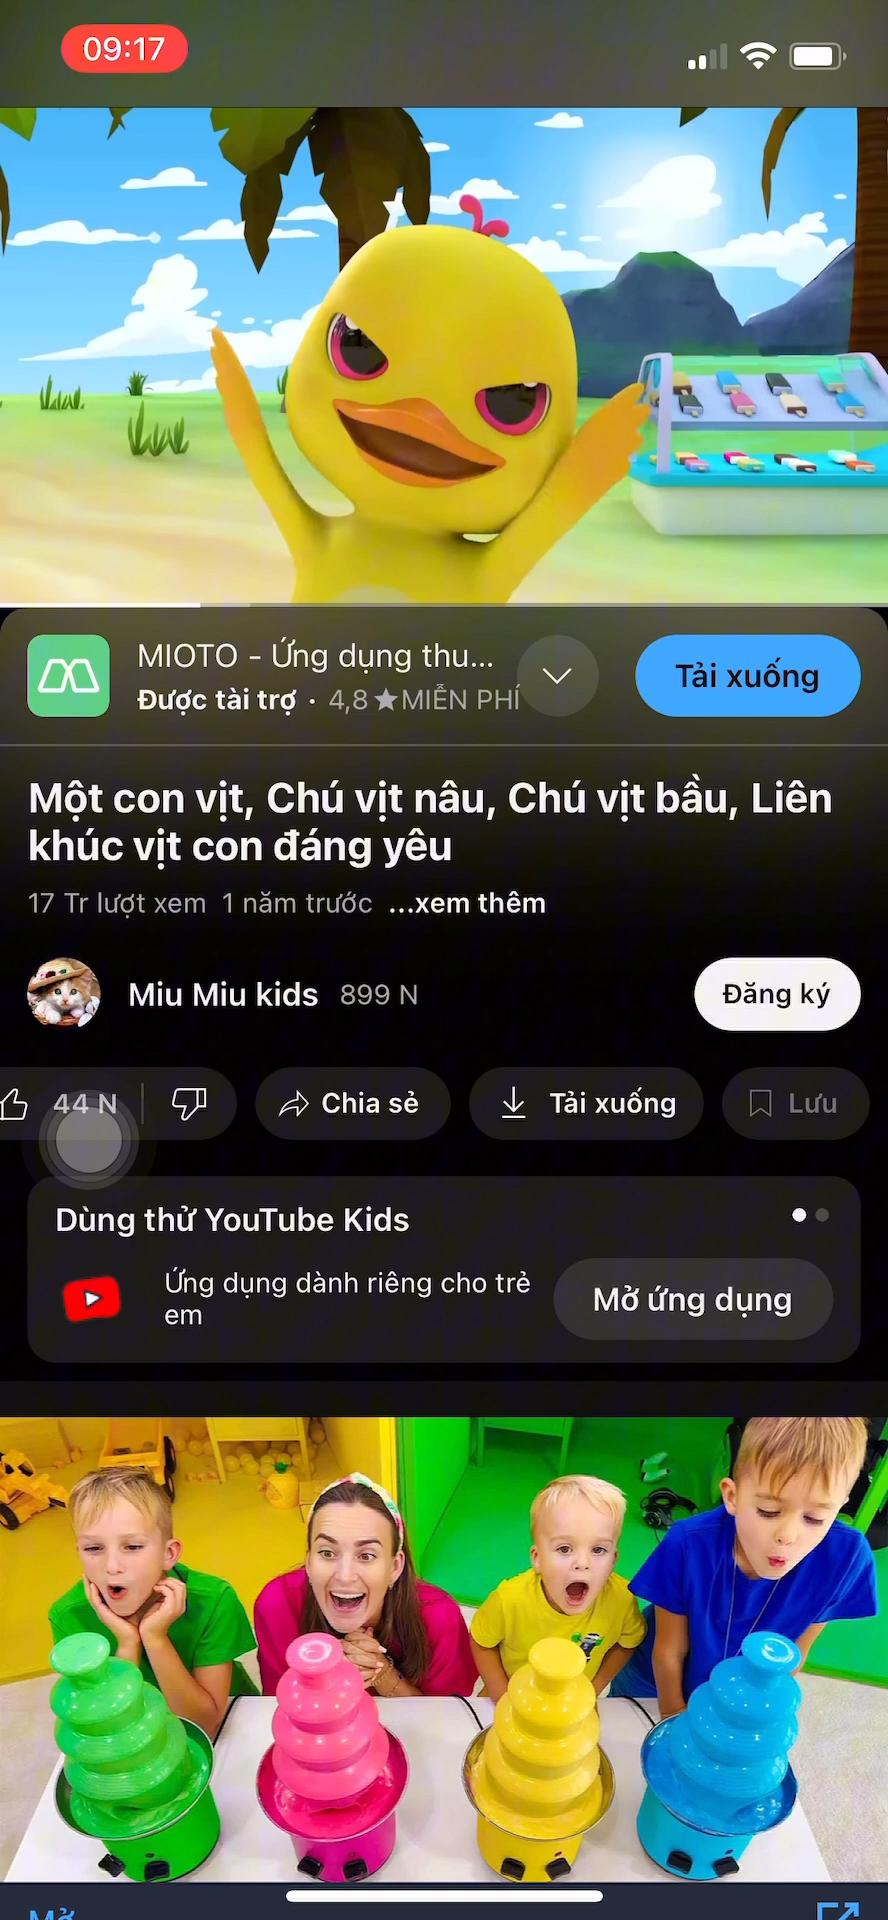 09:17
MIOTO - Ứng dụng thu...
Được tài trợ · 4,8★MIỄN PHÍ
Tải xuống
Một con vịt, Chú vịt nâu, Chú vịt bầu, Liên
khúc vịt con đáng yêu
17 Tr lượt xem 1 năm trước ...xem thêm
Miu Miu kids 899 N
Đăng ký
44 N
Chia sẻ
Tải xuống
Lưu
Dùng thử YouTube Kids
Ứng dụng dành riêng cho trẻ
em
Mở ứng dụng
Mở